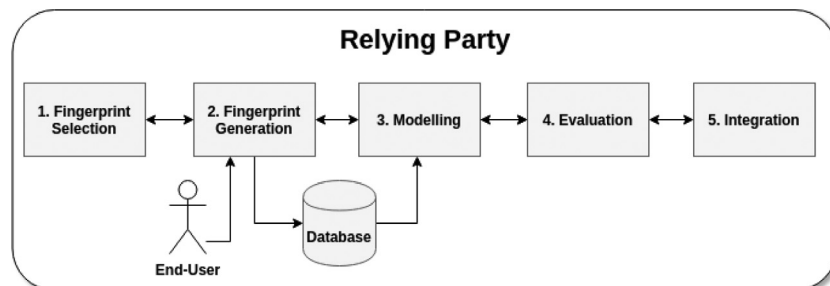 Relying Party
1. Fingerprint
Selection
2. Fingerprint
Generation
3. Modelling
4. Evaluation
5. Integration
Database
End-User